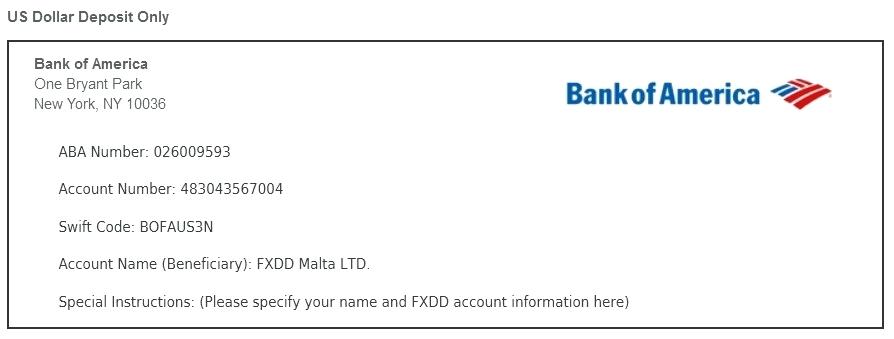 US Dollar Deposit Only
Bank of America
One Bryant Park
New York, NY 10036
Bank of America
ABA Number: 026009593
Account Number: 483043567004
Swift Code: BOFAUS3N
Account Name (Beneficiary): FXDD Malta LTD.
Special Instructions: (Please specify your name and FXDD account information here)